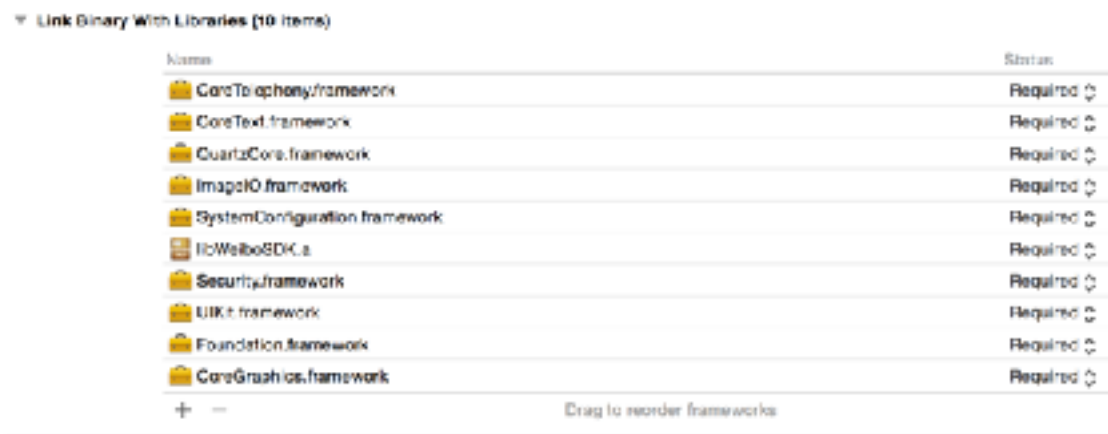 Link Binary With Libraries (10 items)
Name Status
CoreTelephony.framework Required
CoreText.framework Required
QuartzCore.framework Required
ImageIO.framework Required
SystemConfiguration.framework Required
libWeiboSDK.a Required
Security.framework Required
UIKit.framework Required
Foundation.framework Required
CoreGraphics.framework Required
Drag to reorder frameworks